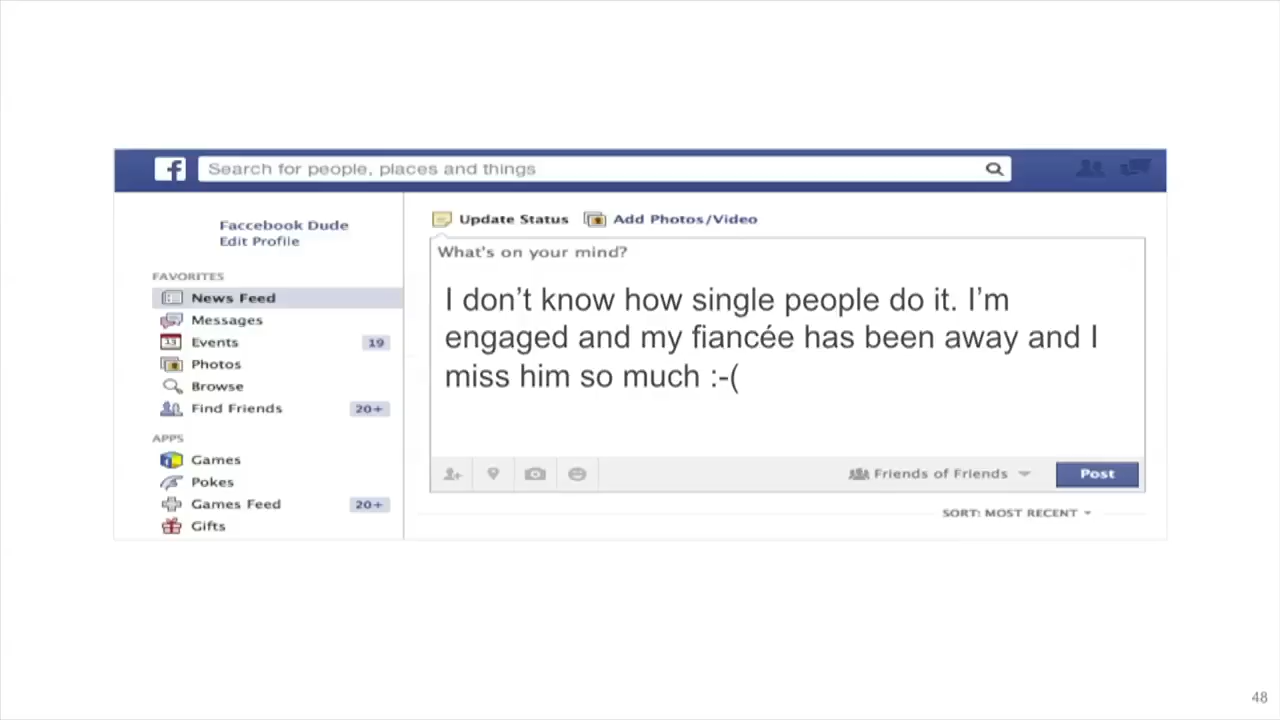 f
Search for people, places and things
Faccebook Dude
Edit Profile
FAVORITES
News Feed
Messages
13
Events 19
Photos
Browse
Find Friends 20+
APPS
Games
Pokes
Games Feed 20+
Gifts
Update Status Add Photos/Video
What's on your mind?
I don’t know how single people do it. I’m
engaged and my fiancée has been away and I
miss him so much :-(
Friends of Friends Post
SORT: MOST RECENT
48